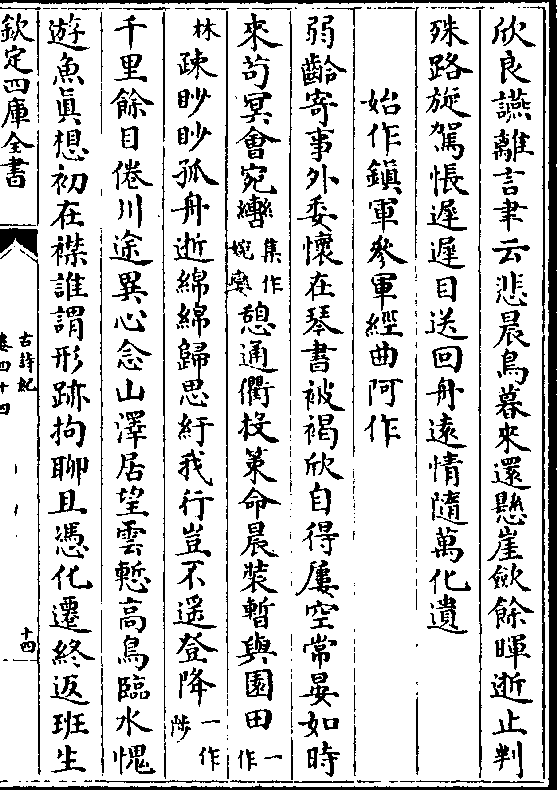 欣良讌離言聿云悲晨鳥暮來還懸崖歛餘暉逝止判
殊路旋駕悵遲遲目送回舟遠情隨萬化遺
始作鎮軍參軍經曲阿作
弱齡寄事外委懷在琴書被褐欣自得屢空常晏如時
來茍冥會宛轡集作婉孌憩通衢投策命晨裝暫與園田一作
林疎眇眇孤舟逝綿綿歸思紆我行豈不遥登降一作陟
千里餘目倦川途異心念山澤居望雲慙高鳥臨水愧
遊魚眞想初在襟誰謂形跡拘聊且憑化遷終返班生
欽定四庫全書
古詩紀
卷四十四
十四